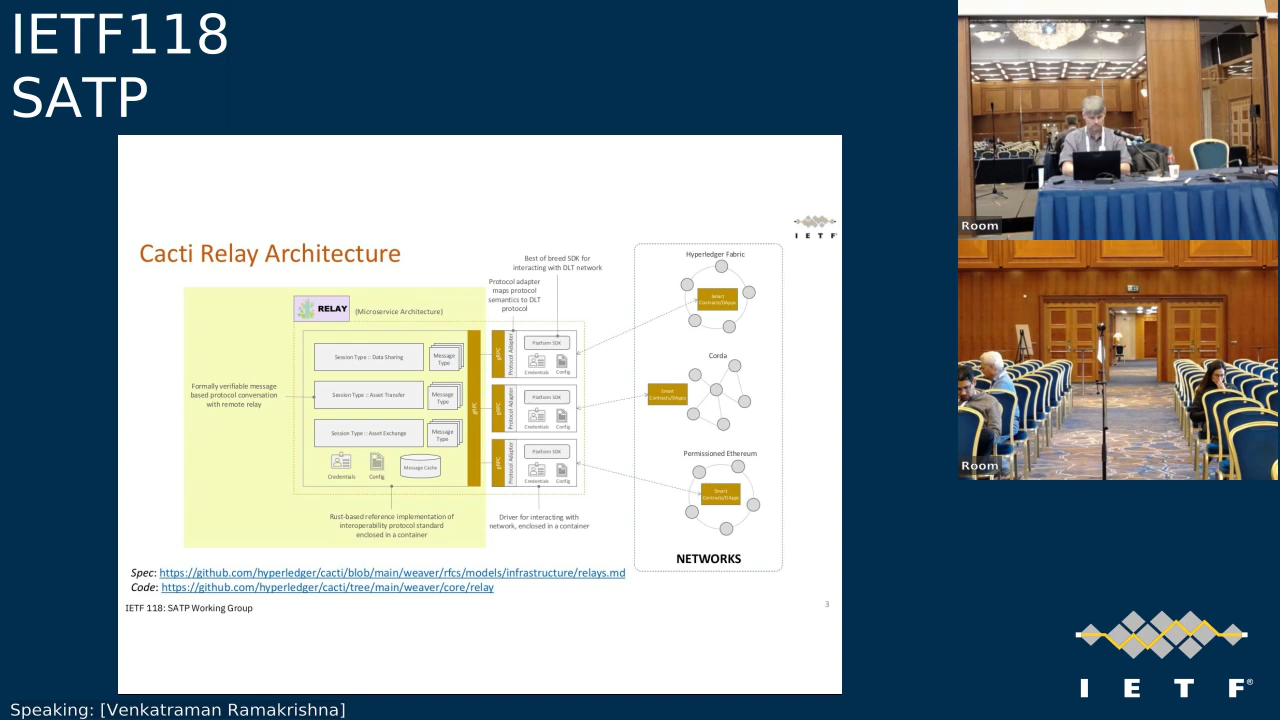 IETF118
SATP
Room
Room
I E T F
Cacti Relay Architecture
RELAY
(Microservice Architecture)
Best of breed SDK for
interacting with DLT network
Protocol adapter
maps protocol
semantics to DLT
protocol
Formally verifiable message
based protocol conversation
with remote relay
Session Type :: Data Sharing
Message
Type
Session Type :: Asset Transfer
Message
Type
Session Type :: Asset Exchange
Message
Type
Credentials
Config
Message Cache
gRPC
gRPC
Protocol Adapter
Platform SDK
Credentials
Config
gRPC
Protocol Adapter
Platform SDK
Credentials
Config
gRPC
Protocol Adapter
Platform SDK
Credentials
Config
Rust-based reference implementation of
interoperability protocol standard
enclosed in a container
Driver for interacting with
network, enclosed in a container
Hyperledger Fabric
Smart
Contracts/DApps
Corda
Smart
Contracts/DApps
Permissioned Ethereum
Smart
Contracts/DApps
NETWORKS
Spec: https://github.com/hyperledger/cacti/blob/main/weaver/rfcs/models/infrastructure/relays.md
Code: https://github.com/hyperledger/cacti/tree/main/weaver/core/relay
IETF 118: SATP Working Group
3
I E T F®
Speaking: [Venkatraman Ramakrishna]